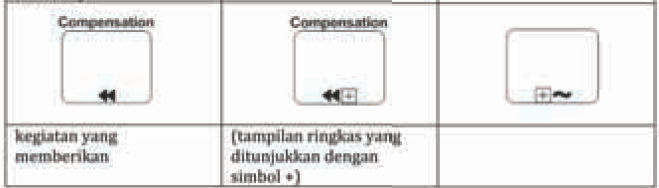 Compensation
Compensation
kegiatan yang
memberikan
(tampilan ringkas yang
ditunjukkan dengan
simbol +)